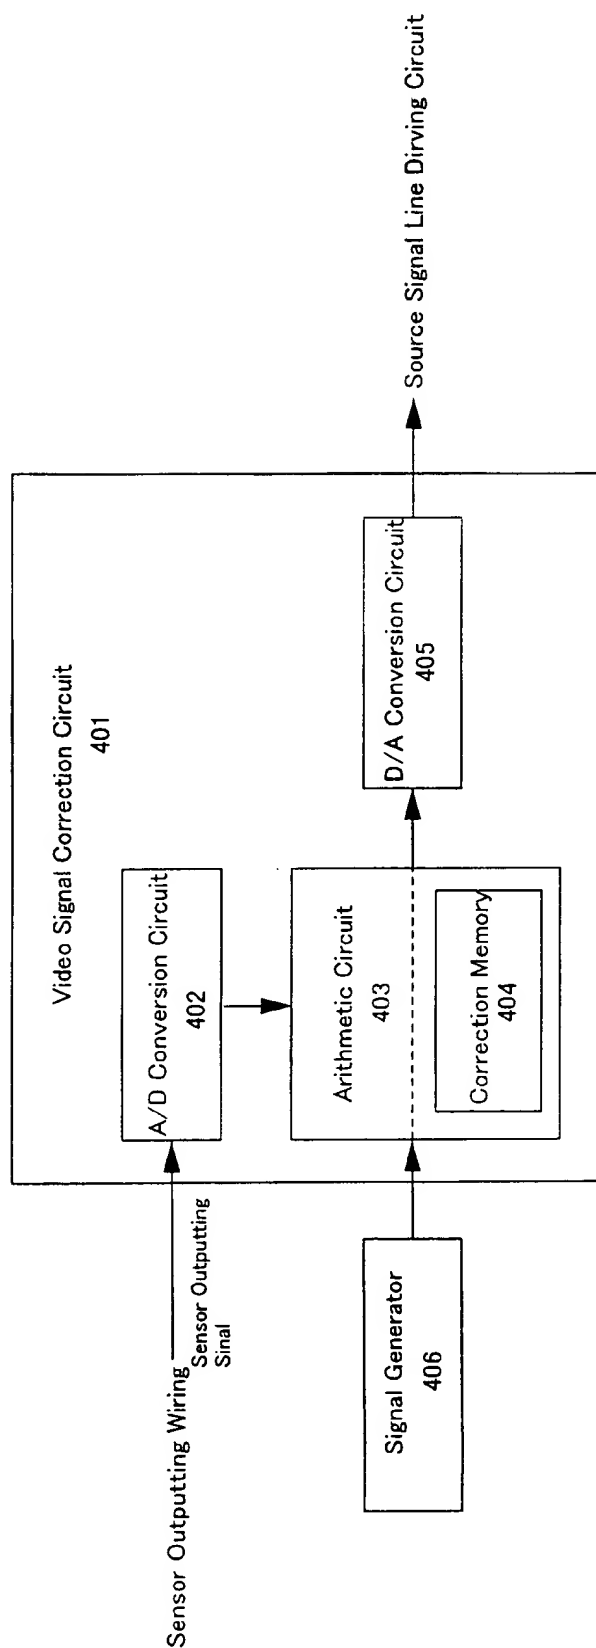 Video Signal Correction Circuit
401
Sensor Outputting Wiring
Sensor Outputting
Sinal
A/D Conversion Circuit
402
Arithmetic Circuit
403
Correction Memory
404
D/A Conversion Circuit
405
Source Signal Line Dirving Circuit
Signal Generator
406